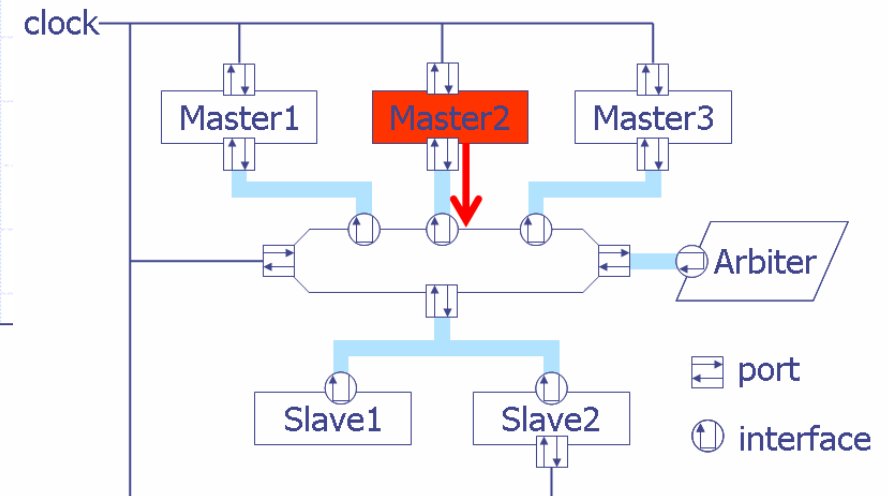 clock
Master1
Master2
Master3
Arbiter
port
Slave1
Slave2
interface